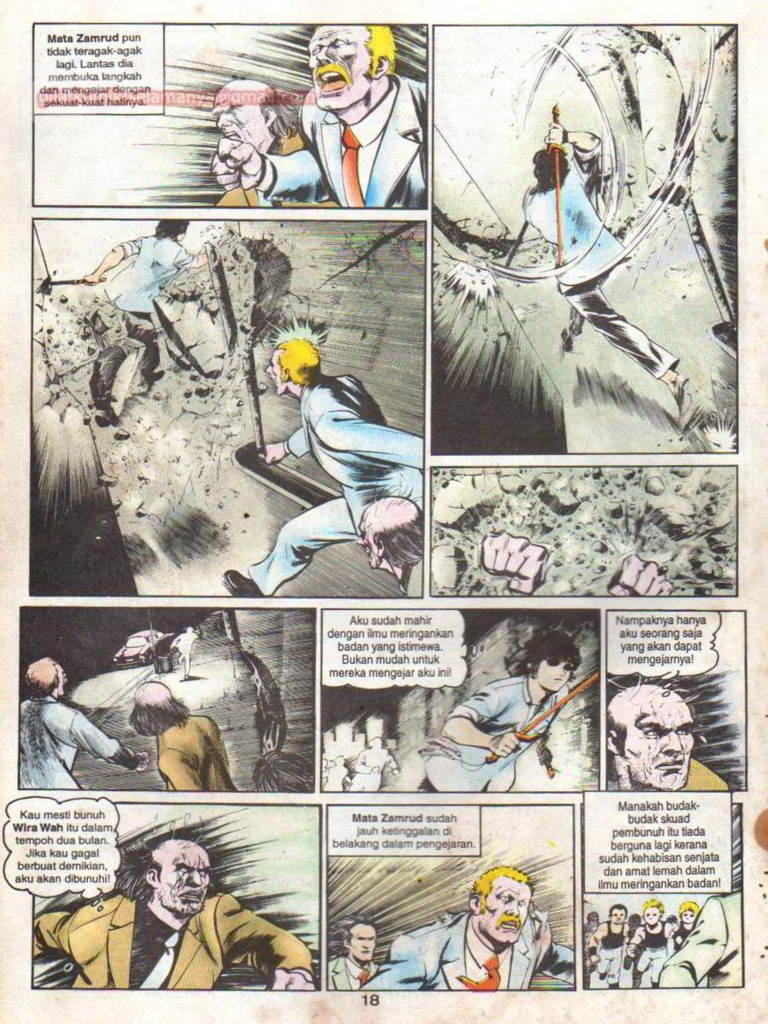 Mata Zamrud pun
tidak teragak-agak
lagi. Lantas dia
membuka langkah
dan mengejar dengan
sekuat-kuat hatinya.
Aku sudah mahir
dengan ilmu meringankan
badan yang istimewa.
Bukan mudah untuk
mereka mengejar aku ini!
Nampaknya hanya
aku seorang saja
yang akan dapat
mengejarnya!
Kau mesti bunuh
Wira Wah itu dalam
tempoh dua bulan.
Jika kau gagal
berbuat demikian,
aku akan dibunuhi!
Mata Zamrud sudah
jauh ketinggalan di
belakang dalam pengejaran.
Manakah budak-
budak skuad
pembunuh itu tiada
berguna lagi kerana
sudah kehabisan senjata
dan amat lemah dalam
ilmu meringankan badan!
18